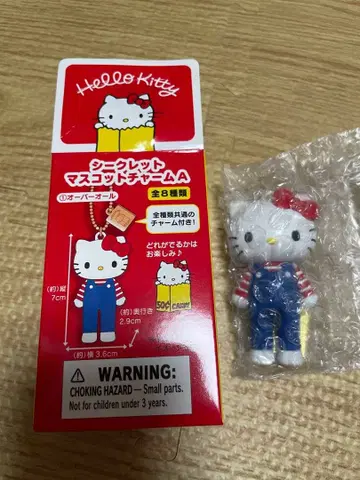 Hello Kitty
シークレット
マスコットチャームA
①オーバーオール
全8種類
全種類共通の
チャーム付き!
どれがでるかは
お楽しみ♪
(約)縦
7cm
50¢ CANDY
(約)奥行き
2.9cm
(約)横 3.6cm
WARNING:
CHOKING HAZARD — Small parts.
Not for children under 3 years.